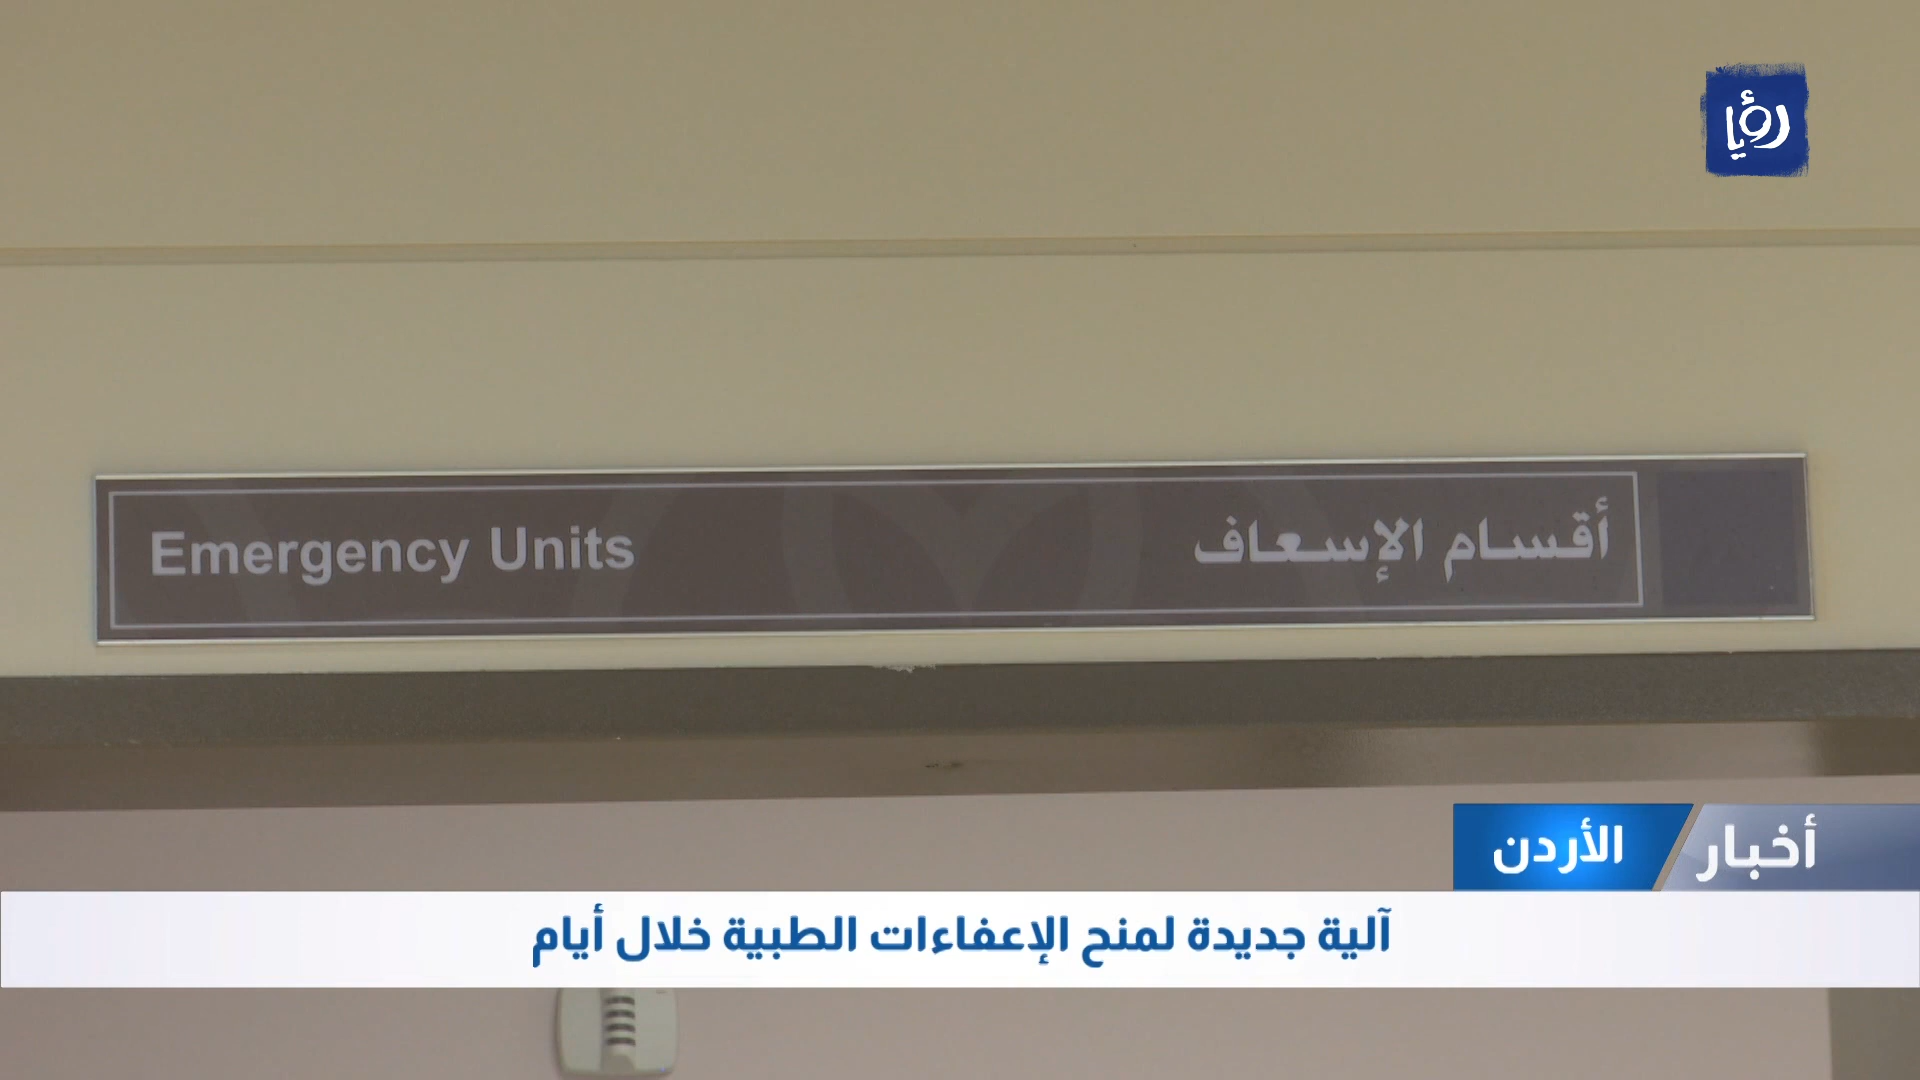 رؤيا
Emergency Units
أقسام الإسعاف
أخبار الأردن
آلية جديدة لمنح الإعفاءات الطبية خلال أيام